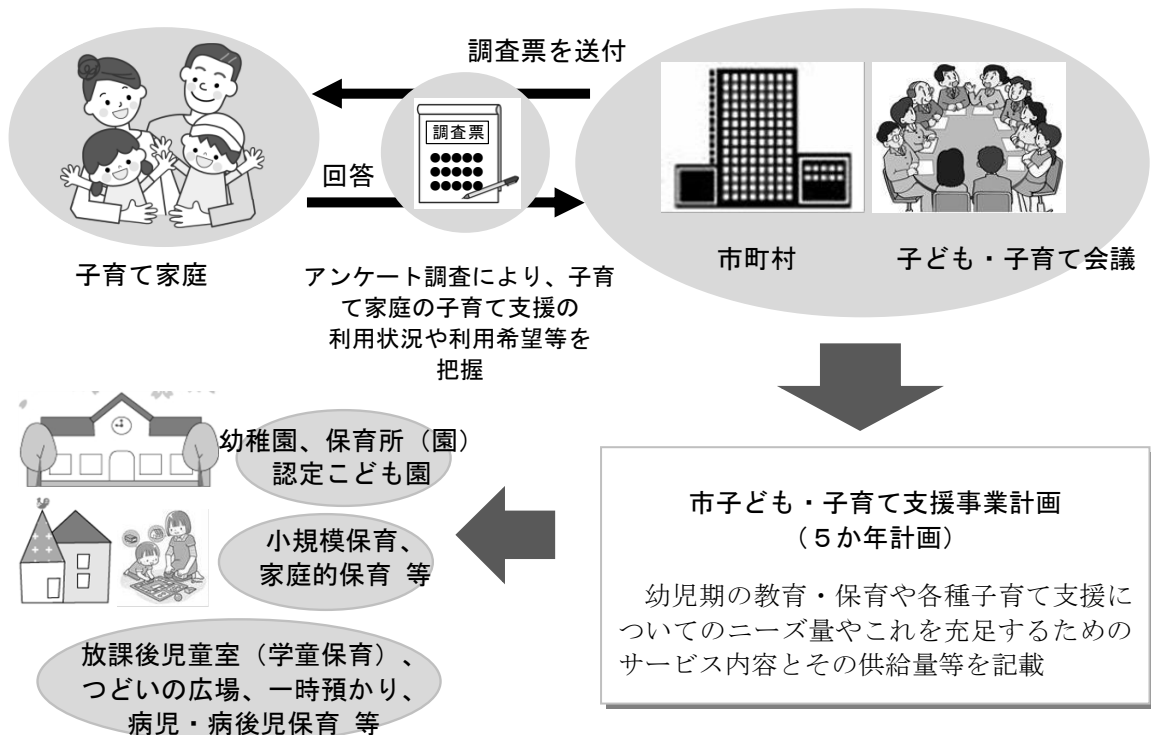 調査票を送付
調査票
回答
子育て家庭
市町村
子ども・子育て会議
アンケート調査により、子育
て家庭の子育て支援の
利用状況や利用希望等を
把握
市子ども・子育て支援事業計画
（５か年計画）
幼児期の教育・保育や各種子育て支援に
ついてのニーズ量やこれを充足するための
サービス内容とその供給量等を記載
幼稚園、保育所（園）
認定こども園
小規模保育、
家庭的保育 等
放課後児童室（学童保育）、
つどいの広場、一時預かり、
病児・病後児保育 等